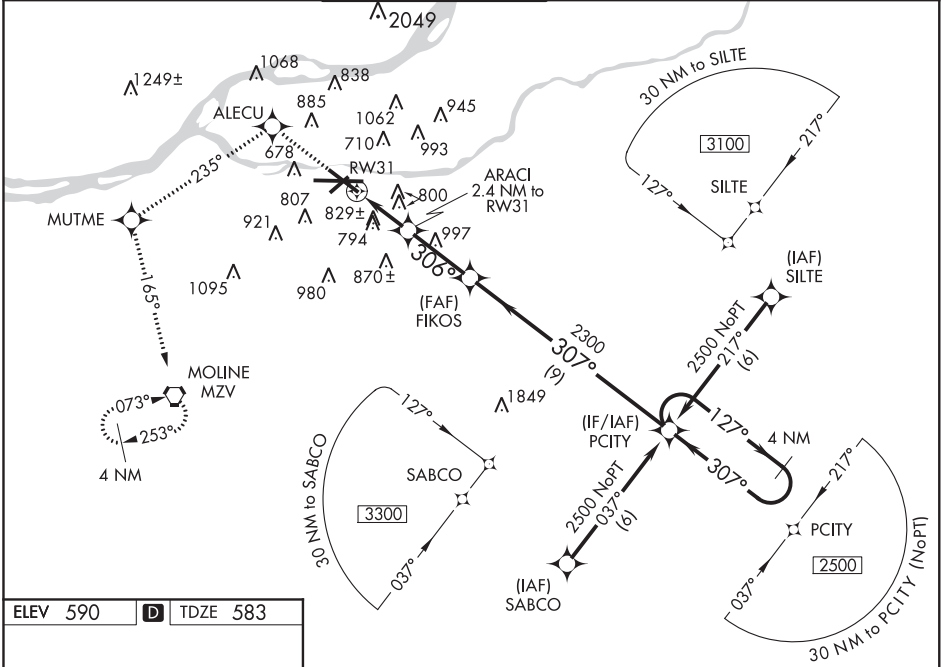 2049
1249±
1068
838
885
1062
945
ALECU
710
993
678
RW31
235°
ARACI
2.4 NM to
RW31
800
807
829±
MUTME
921
794
997
306°
1095
980
870±
(FAF)
FIKOS
165°
MOLINE
MZV
073°
253°
4 NM
2300
307°
(9)
1849
30 NM to SILTE
3100
217°
127°
SILTE
(IAF)
SILTE
2500 NoPT
217°
(6)
(IF/IAF)
PCITY
127°
4 NM
307°
2500 NoPT
037°
(6)
(IAF)
SABCO
30 NM to SABCO
127°
SABCO
3300
037°
217°
PCITY
2500
037°
30 NM to PCITY (NoPT)
ELEV 590 D TDZE 583